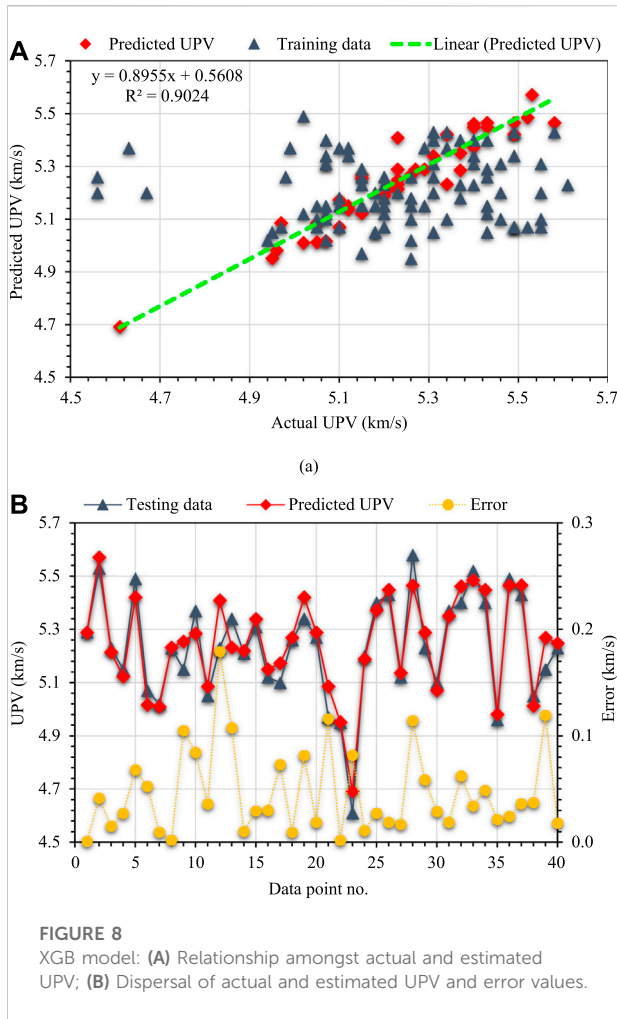 A
Predicted UPV
Training data
Linear (Predicted UPV)
y = 0.8955x + 0.5608
R² = 0.9024
5.7
5.5
5.3
5.1
4.9
4.7
4.5
Predicted UPV (km/s)
4.5
4.7
4.9
5.1
5.3
5.5
5.7
Actual UPV (km/s)
(a)
B
Testing data
Predicted UPV
Error
5.7
5.5
5.3
5.1
4.9
4.7
4.5
UPV (km/s)
0.3
0.2
0.1
0.0
Error (km/s)
0
5
10
15
20
25
30
35
40
Data point no.
FIGURE 8
XGB model: (A) Relationship amongst actual and estimated
UPV; (B) Dispersal of actual and estimated UPV and error values.